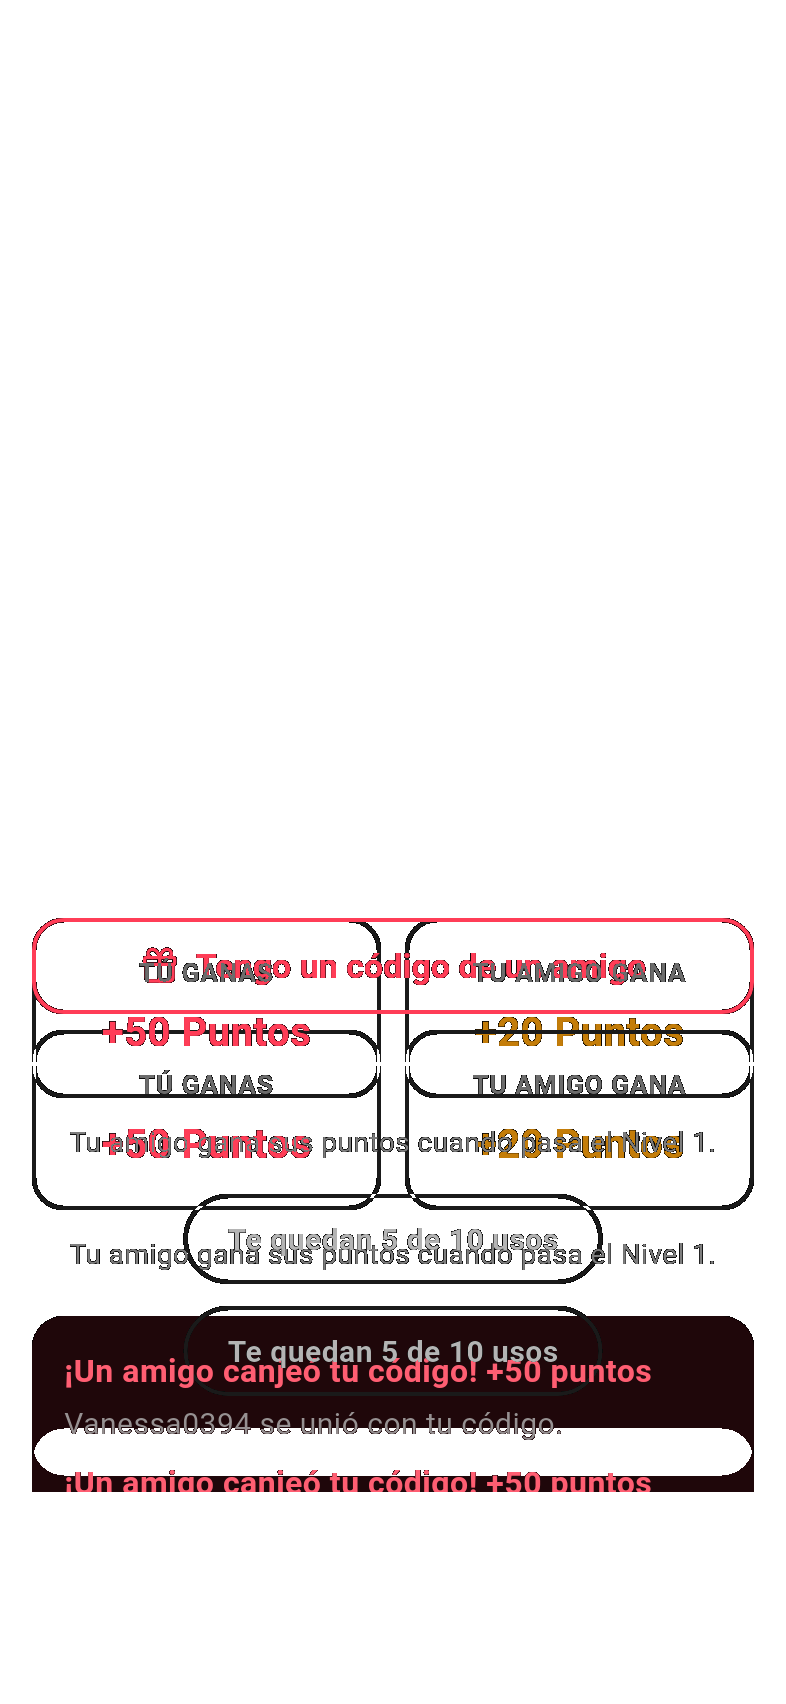 Tengo un código de un amigo
TÚ GANAS
TU AMIGO GANA
+50 Puntos
+20 Puntos
TÚ GANAS
TU AMIGO GANA
Tu amigo gana sus puntos cuando pasa el Nivel 1.
+50 Puntos
+20 Puntos
Te quedan 5 de 10 usos
Tu amigo gana sus puntos cuando pasa el Nivel 1.
Te quedan 5 de 10 usos
¡Un amigo canjeó tu código! +50 puntos
Vanessa0394 se unió con tu código.
¡Un amigo canjeó tu código! +50 puntos